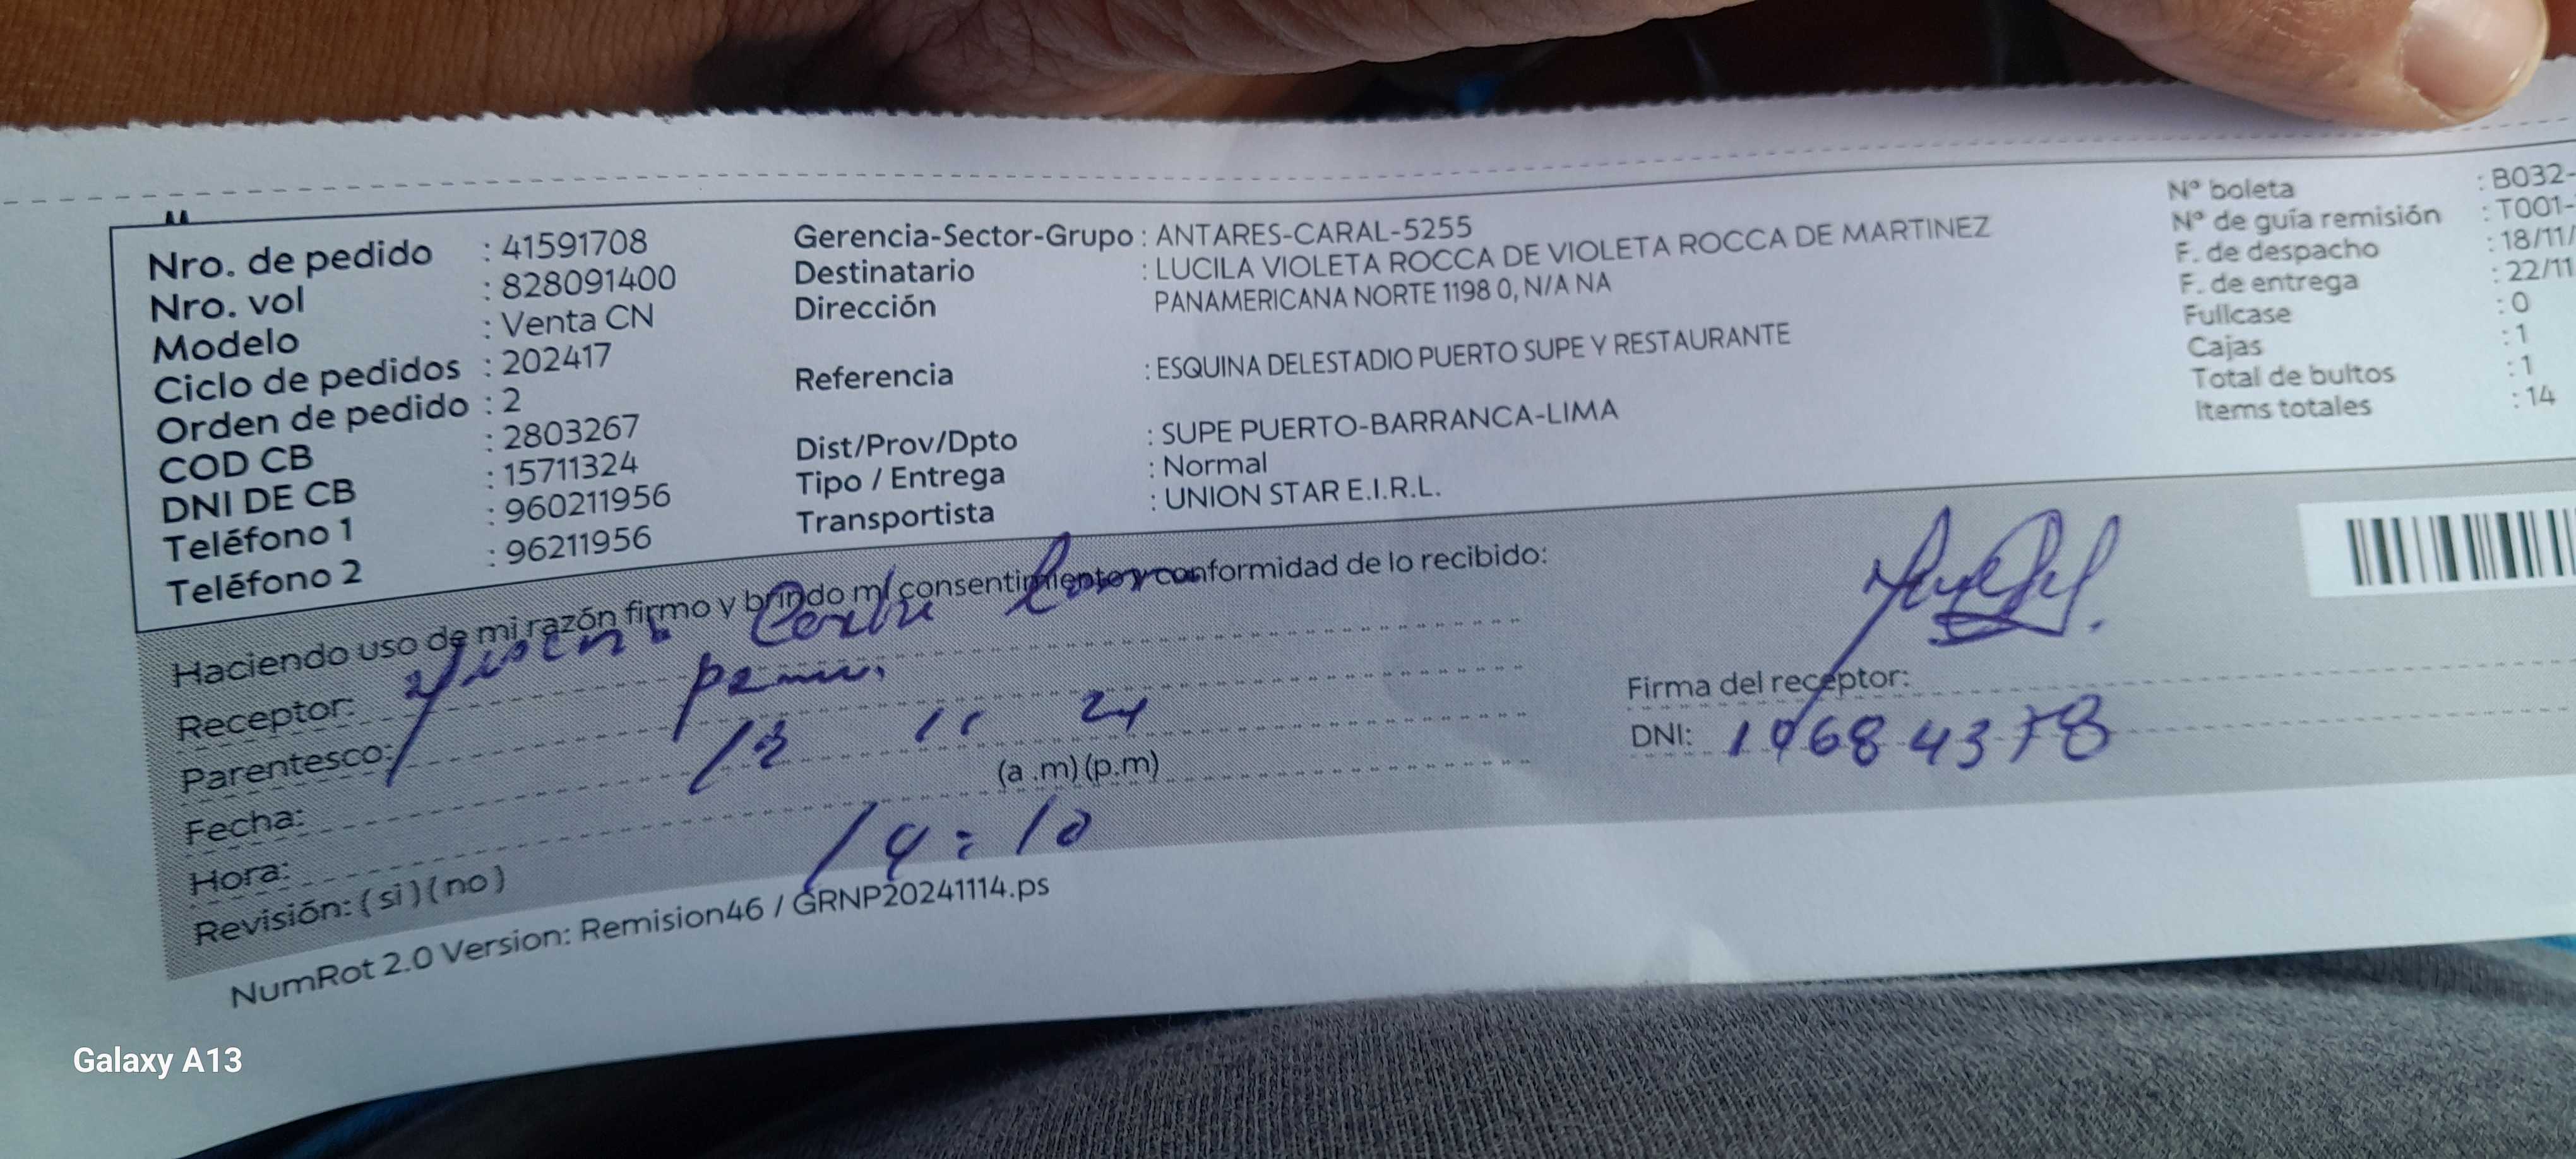 Nro. de pedido : 41591708
Nro. vol : 828091400
Modelo : Venta CN
Ciclo de pedidos : 202417
Orden de pedido : 2
COD CB : 2803267
DNI DE CB : 15711324
Teléfono 1 : 960211956
Teléfono 2 : 96211956
Gerencia-Sector-Grupo : ANTARES-CARAL-5255
Destinatario : LUCILA VIOLETA ROCCA DE VIOLETA ROCCA DE MARTINEZ
Dirección PANAMERICANA NORTE 1198 0, N/A NA
Referencia : ESQUINA DELESTADIO PUERTO SUPE Y RESTAURANTE
Dist/Prov/Dpto : SUPE PUERTO-BARRANCA-LIMA
Tipo / Entrega : Normal
Transportista : UNION STAR E.I.R.L.
Nº boleta : B032-
Nº de guía remisión : T001-
F. de despacho : 18/11/
F. de entrega : 22/11
Fullcase : 0
Cajas : 1
Total de bultos : 1
Items totales : 14
Haciendo uso de mi razón firmo y brindo mi consentimiento y conformidad de lo recibido:
Receptor:
Parentesco:
Fecha: 11 24
Hora: (a .m) (p.m)
14:10
Revisión: ( si ) ( no )
Firma del receptor:
DNI:
NumRot 2.0 Version: Remision46 / GRNP20241114.ps
Galaxy A13